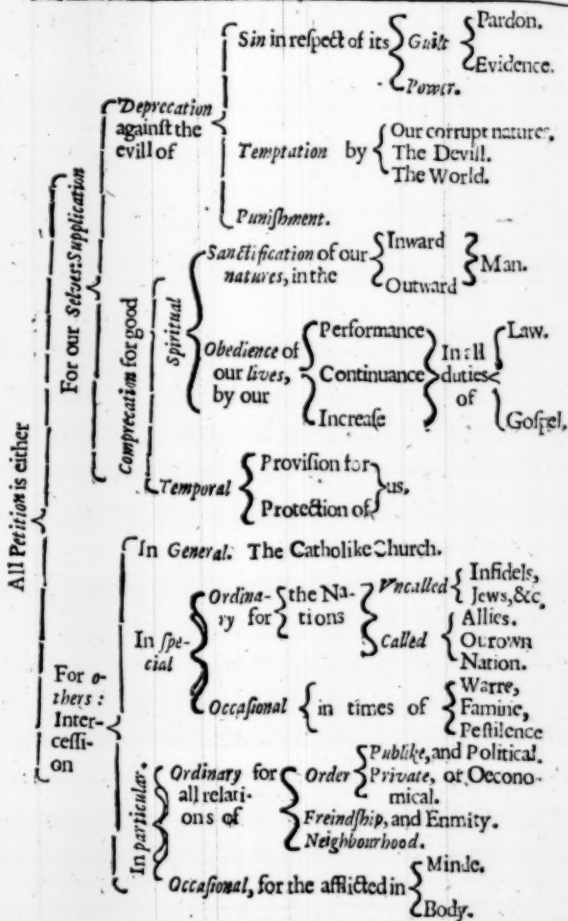 All Petition is either
For our Selves: Supplication
Deprecation
against the
evill of
Sin in respect of its
Guilt
Pardon.
Evidence.
Power.
Temptation by
Our corrupt natures.
The Devill.
The World.
Punishment.
Comprecation for good
Spiritual
Sanctification of our
natures, in the
Inward
Outward
Man.
Obedience of
our lives,
by our
Performance
Continuance
Increase
In all
duties
of
Law.
Gospel.
Temporal
Provision for
Protection of
us.
For o-
thers:
Inter-
cessi-
on
In General. The Catholike Church.
In spe-
cial
Ordina-
ry for
the Na-
tions
Vncalled
Infidels,
Jews, &c
Called
Allies.
Our own
Nation.
Occasional
in times of
Warre,
Famine,
Pestilence
In particular.
Ordinary for
all relati-
ons of
Order
Publike, and Political.
Private, or Oecono-
mical.
Freindship, and Enmity.
Neighbourhood.
Occasional, for the afflicted in
Minde.
Body.